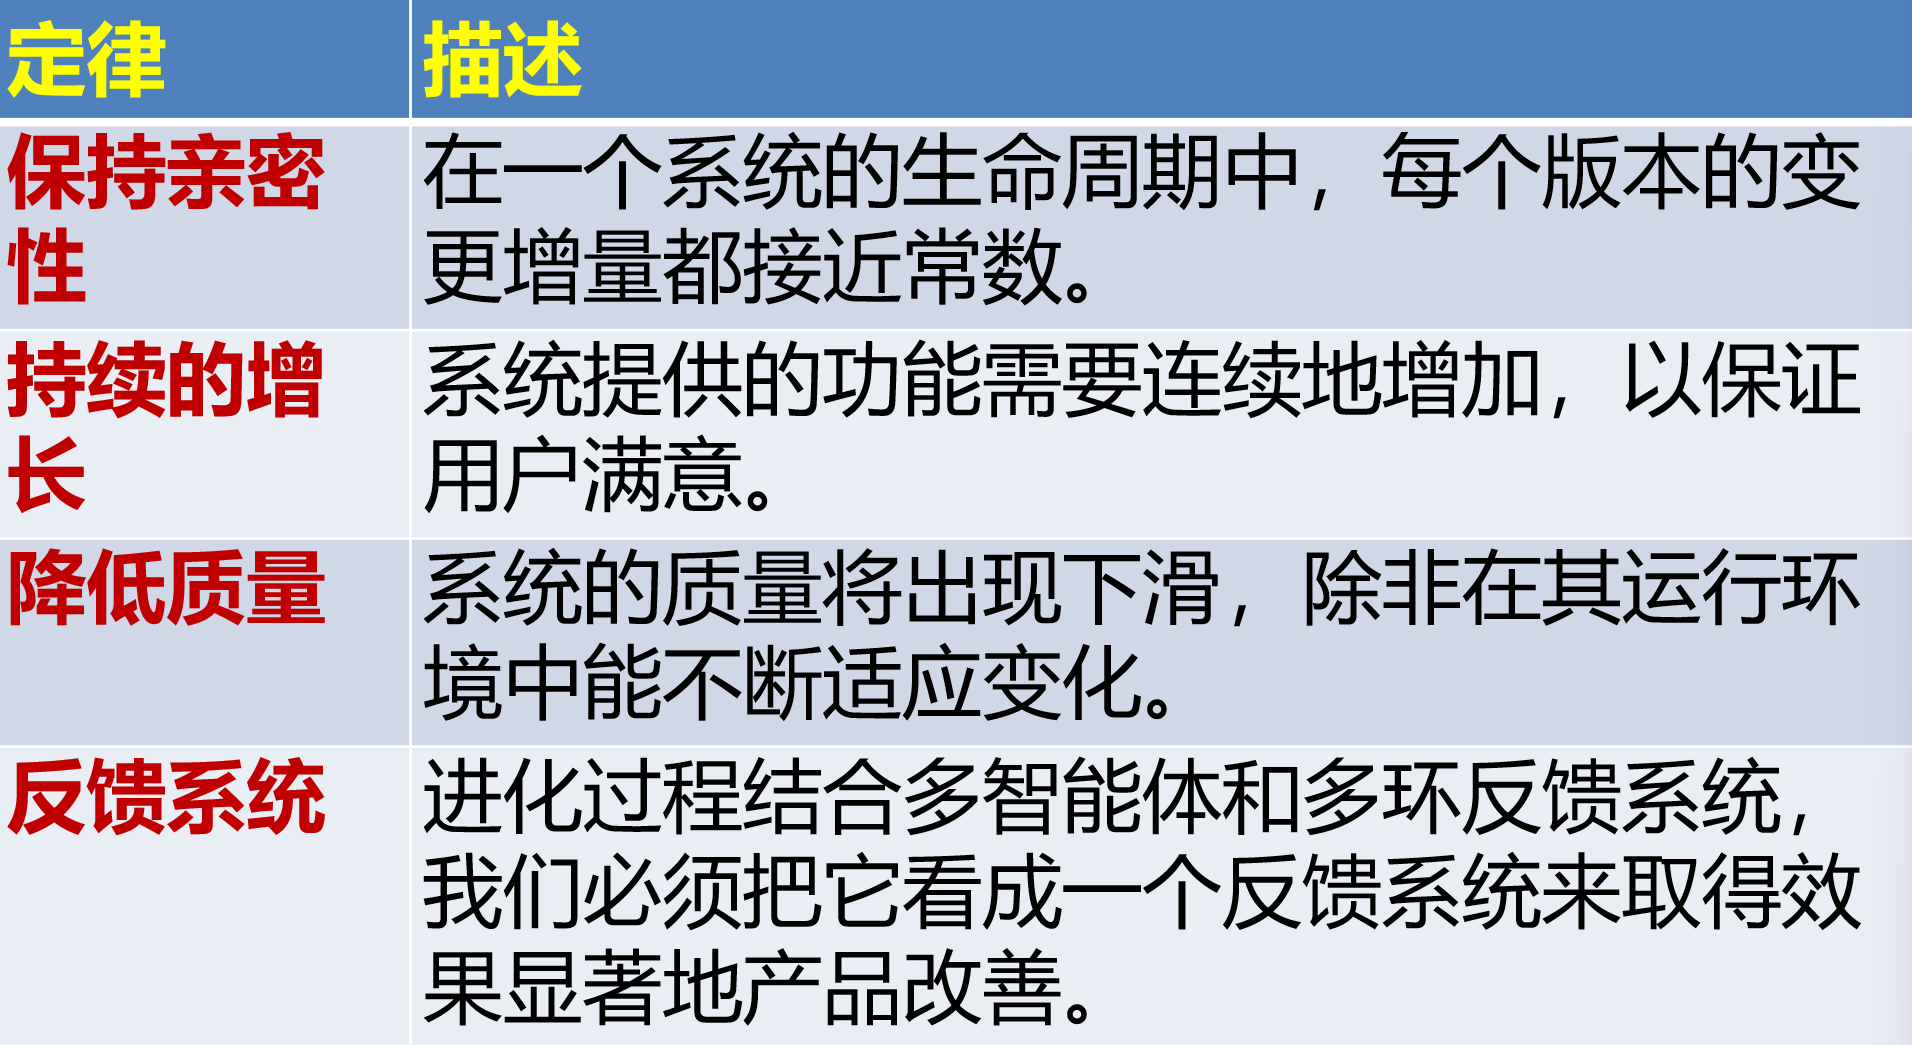 定律
描述
保持亲密
性
在一个系统的生命周期中，每个版本的变
更增量都接近常数。
持续的增
长
系统提供的功能需要连续地增加，以保证
用户满意。
降低质量
系统的质量将出现下滑，除非在其运行环
境中能不断适应变化。
反馈系统
进化过程结合多智能体和多环反馈系统，
我们必须把它看成一个反馈系统来取得效
果显著地产品改善。